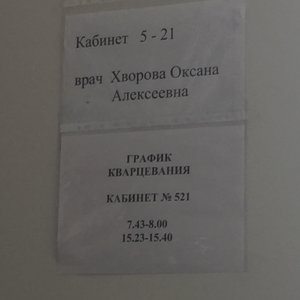 Кабинет 5 - 21
врач Хворова Оксана
Алексеевна
ГРАФИК
КВАРЦЕВАНИЯ
КАБИНЕТ № 521
7.43-8.00
15.23-15.40